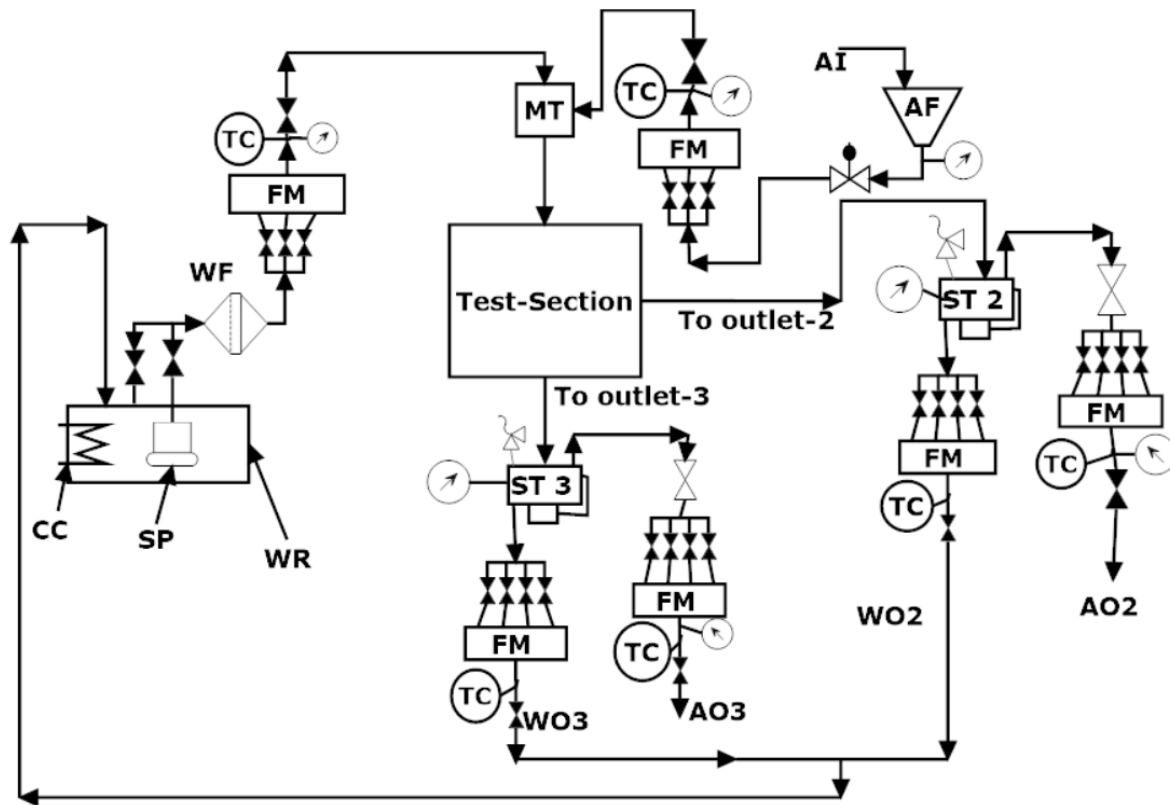 AI
AF
TC
MT
TC
FM
FM
WF
Test-Section
ST 2
To outlet-2
To outlet-3
FM
FM
TC
ST 3
TC
CC
SP
WR
FM
AO2
WO2
FM
TC
TC
WO3
AO3